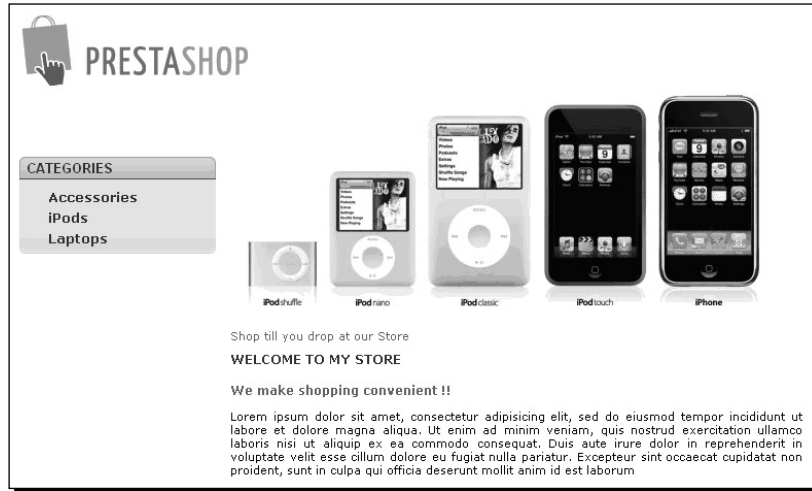 PRESTASHOP
CATEGORIES
Accessories
iPods
Laptops
iPod shuffle
iPod nano
iPod classic
iPod touch
iPhone
Shop till you drop at our Store
WELCOME TO MY STORE
We make shopping convenient !!
Lorem ipsum dolor sit amet, consectetur adipisicing elit, sed do eiusmod tempor incididunt ut
labore et dolore magna aliqua. Ut enim ad minim veniam, quis nostrud exercitation ullamco
laboris nisi ut aliquip ex ea commodo consequat. Duis aute irure dolor in reprehenderit in
voluptate velit esse cillum dolore eu fugiat nulla pariatur. Excepteur sint occaecat cupidatat non
proident, sunt in culpa qui officia deserunt mollit anim id est laborum